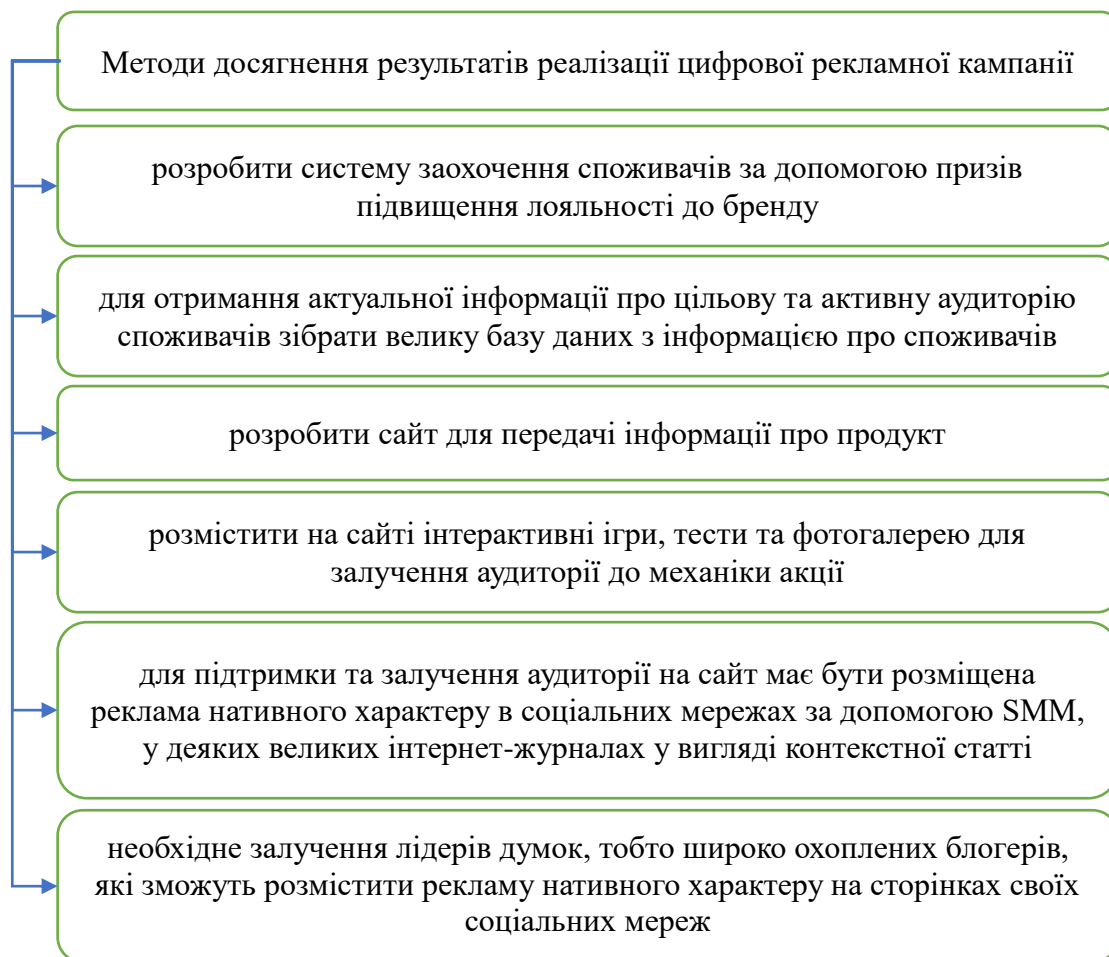 Методи досягнення результатів реалізації цифрової рекламної кампанії
розробити систему заохочення споживачів за допомогою призів
підвищення лояльності до бренду
для отримання актуальної інформації про цільову та активну аудиторію
споживачів зібрати велику базу даних з інформацією про споживачів
розробити сайт для передачі інформації про продукт
розмістити на сайті інтерактивні ігри, тести та фотогалерею для
залучення аудиторії до механіки акції
для підтримки та залучення аудиторії на сайт має бути розміщена
реклама нативного характеру в соціальних мережах за допомогою SMM,
у деяких великих інтернет-журналах у вигляді контекстної статті
необхідне залучення лідерів думок, тобто широко охоплених блогерів,
які зможуть розмістити рекламу нативного характеру на сторінках своїх
соціальних мереж